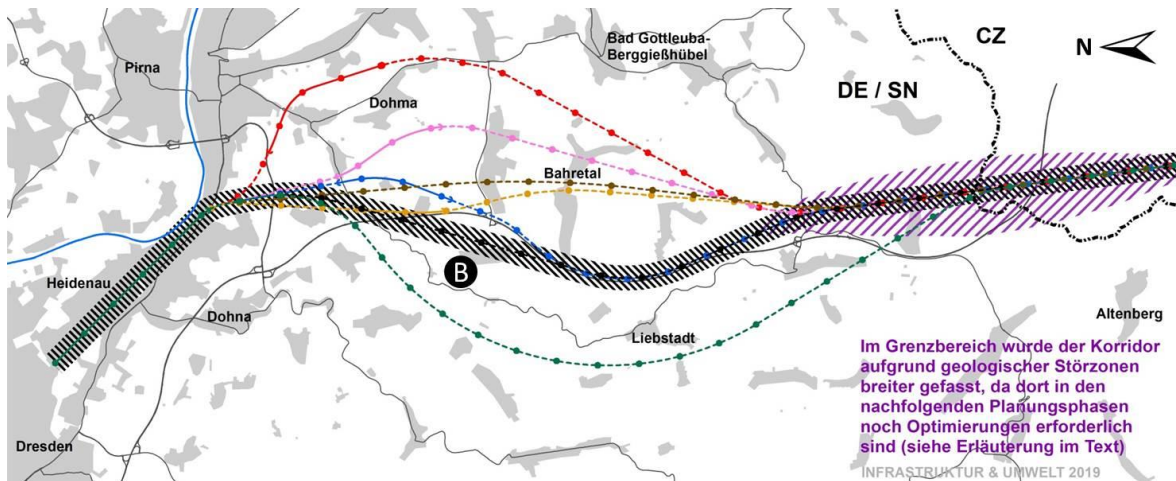 Pirna
Bad Gottleuba-
Berggießhübel
CZ
N
DE / SN
Dohma
Bahretal
B
Heidenau
Dohna
Liebstadt
Altenberg
Dresden
Im Grenzbereich wurde der Korridor
aufgrund geologischer Störzonen
breiter gefasst, da dort in den
nachfolgenden Planungsphasen
noch Optimierungen erforderlich
sind (siehe Erläuterung im Text)
INFRASTRUKTUR & UMWELT 2019